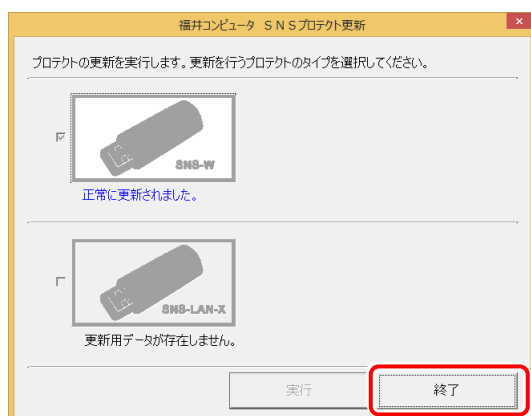 福井コンピュータ SNSプロテクト更新
プロテクトの更新を実行します。更新を行うプロテクトのタイプを選択してください。
SNS-W
正常に更新されました。
SNS-LAN-X
更新用データが存在しません。
実行
終了